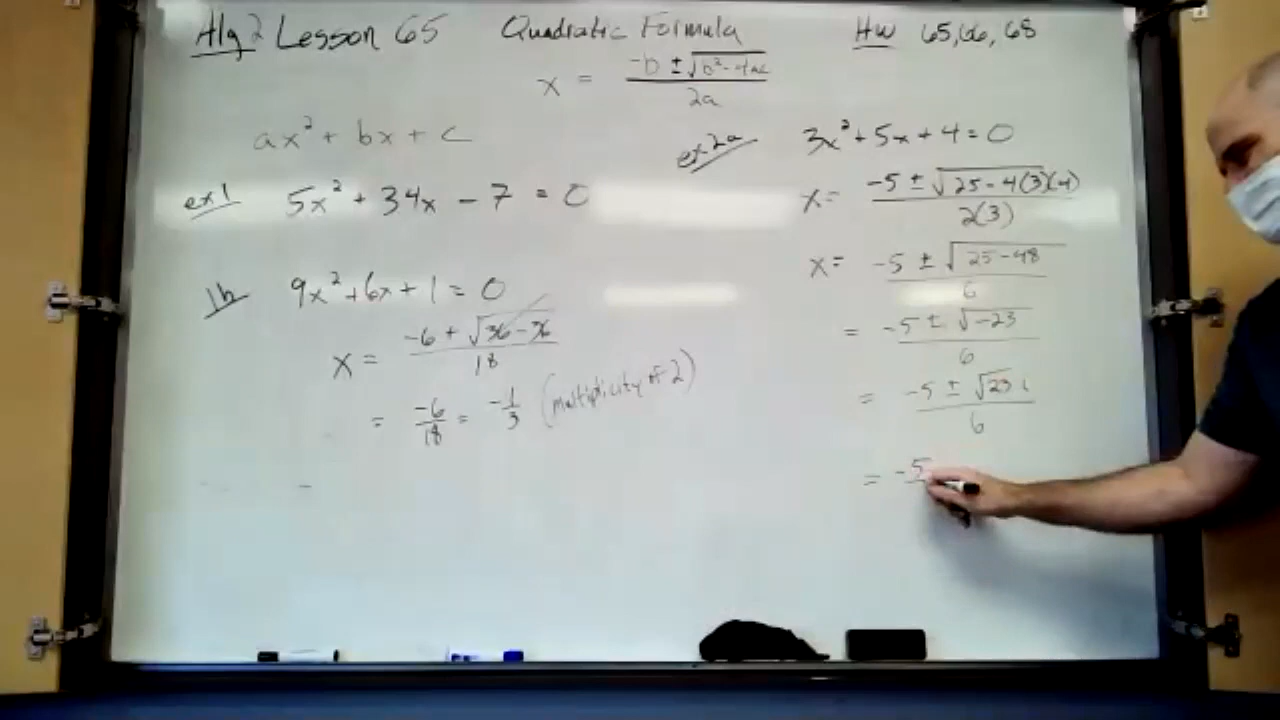 Alg 2 Lesson 65 Quadratic Formula HW 65, 66, 68
x = (-b ± √(b² - 4ac)) / 2a
ax² + bx + c
ex 1 5x² + 34x - 7 = 0
1b 9x² + 6x + 1 = 0
x = (-6 ± √(36 - 36)) / 18
= -6/18 = -1/3 (multiplicity of 2)
ex 2a 3x² + 5x + 4 = 0
x = (-5 ± √(25 - 4(3)(4))) / 2(3)
x = (-5 ± √(25 - 48)) / 6
= (-5 ± √(-23)) / 6
= (-5 ± √23 i) / 6
= -5